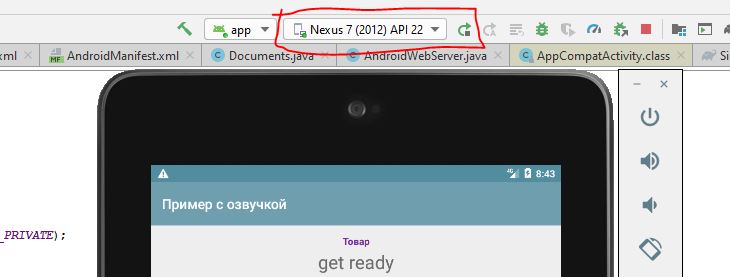 app
Nexus 7 (2012) API 22
.xml
AndroidManifest.xml
Documents.java
AndroidWebServer.java
AppCompatActivity.class
Si
8:43
Пример с озвучкой
_PRIVATE);
Товар
get ready